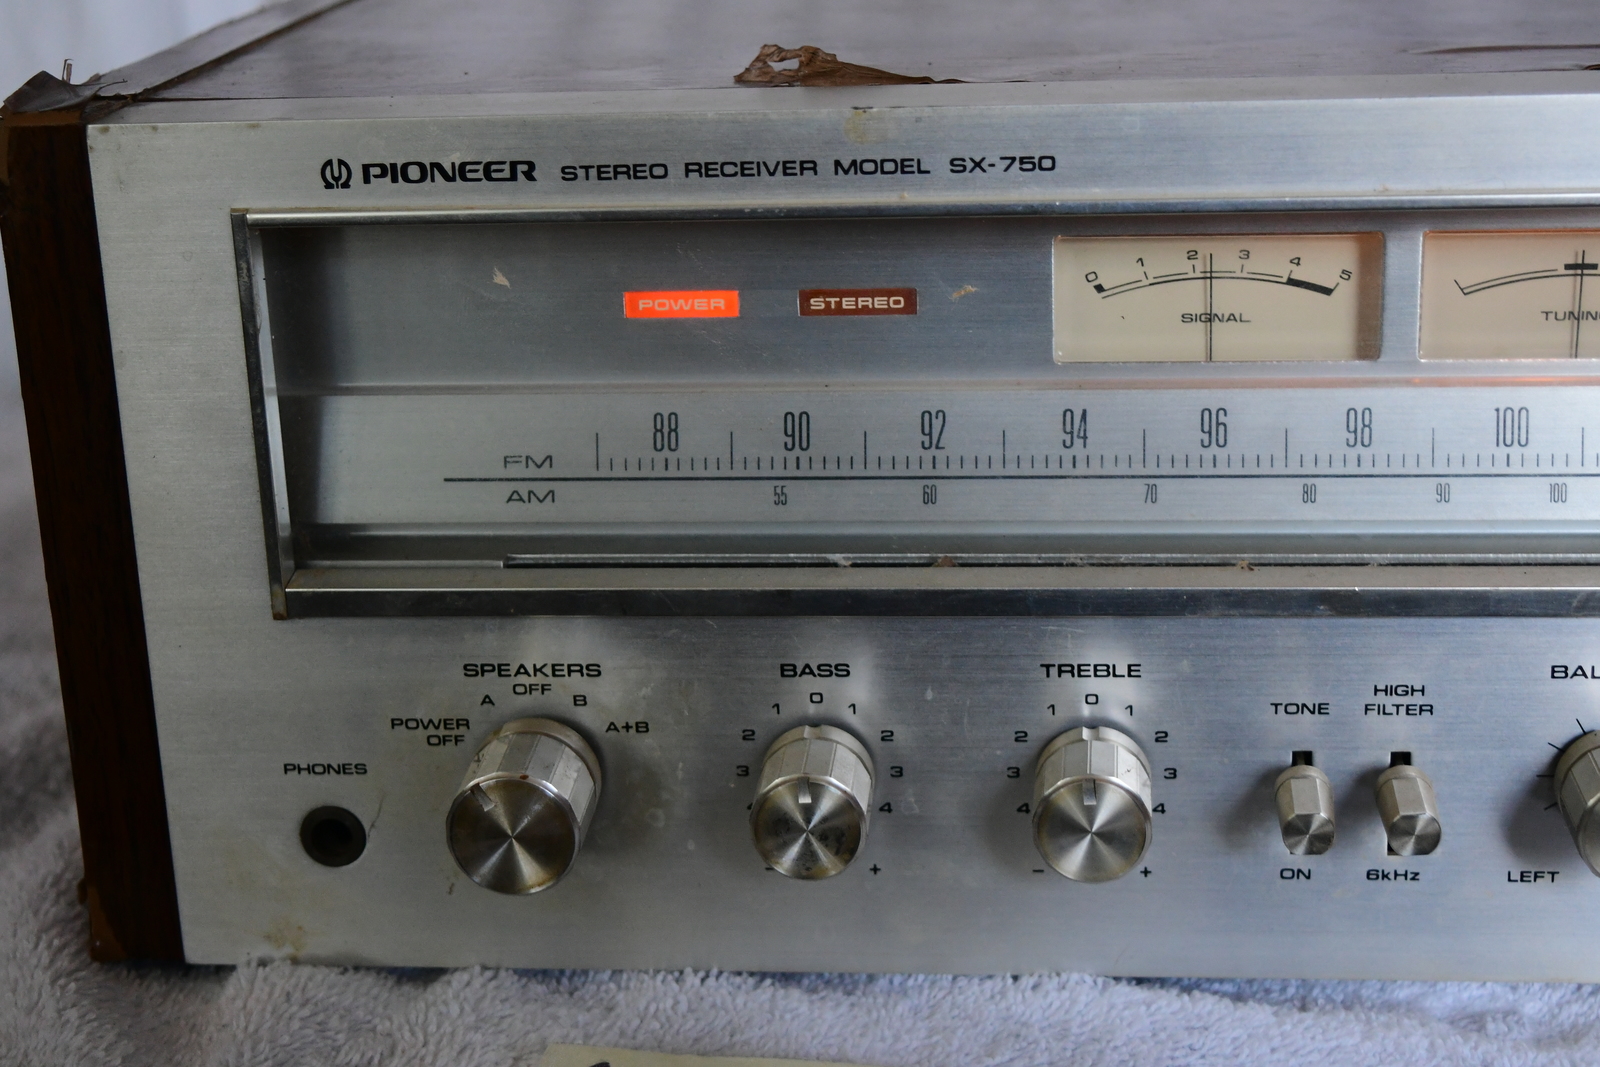 PIONEER STEREO RECEIVER MODEL SX-750
POWER STEREO
0 1 2 3 4 5
SIGNAL
88 90 92 94 96 98 100
FM
AM
55 60 70 80 90 100
SPEAKERS
POWER OFF
A
OFF
B
A+B
PHONES
BASS
0
1 1
2 2
3 3
4
- +
TREBLE
0
1 1
2 2
3 3
4 4
- +
TONE
ON
HIGH
FILTER
6kHz
LEFT